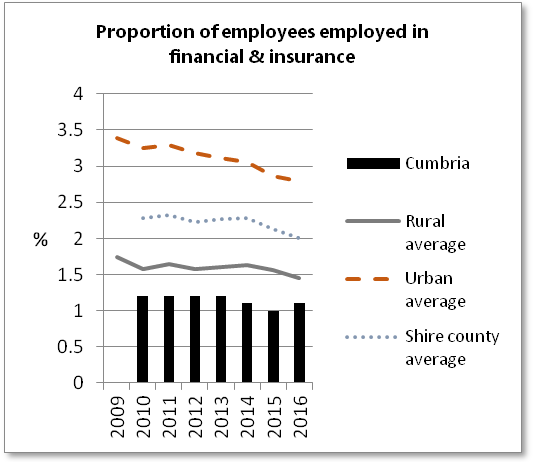 Proportion of employees employed in
financial & insurance
4
3.5
3
2.5
2
1.5
1
0.5
0
%
2009
2010
2011
2012
2013
2014
2015
2016
Cumbria
Rural
average
Urban
average
Shire county
average